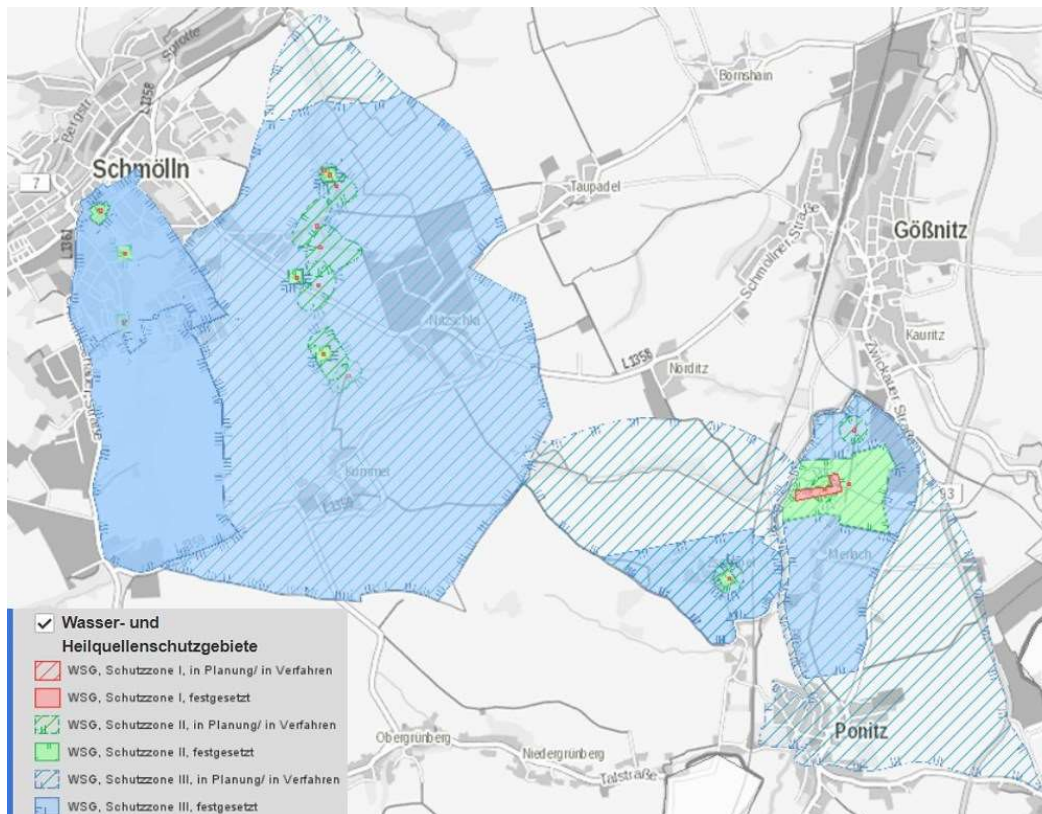 Sprotte
L1358
Bergstr
Bornshain
Schmölln
7
Taupadel
L1361
Gößnitz
Schmöllner Straße
Nitzschka
Kauritz
L1358
Nörditz
Zwickauer Straße
Kummer
93
Merlach
Wasser- und
Heilquellenschutzgebiete
WSG, Schutzzone I, in Planung/ in Verfahren
WSG, Schutzzone I, festgesetzt
WSG, Schutzzone II, in Planung/ in Verfahren
WSG, Schutzzone II, festgesetzt
WSG, Schutzzone III, in Planung/ in Verfahren
WSG, Schutzzone III, festgesetzt
Ponitz
Obergrünberg
Niedergrünberg
Talstraße